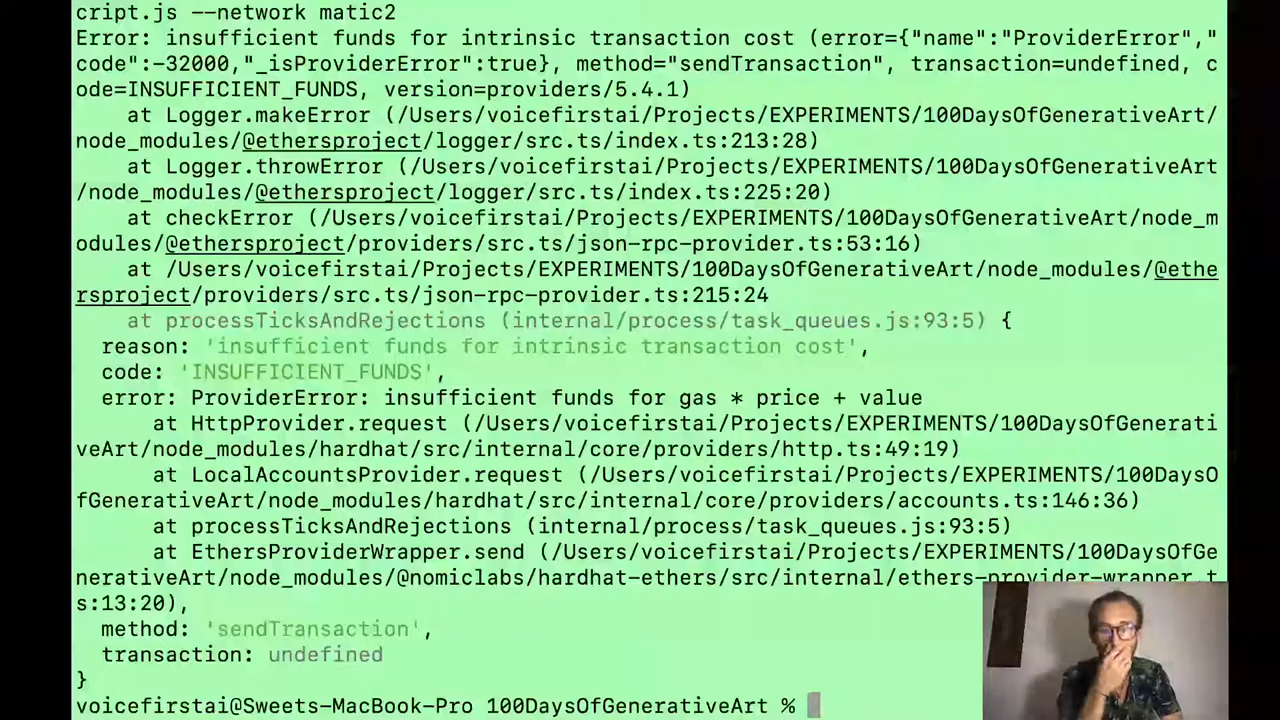 cript.js --network matic2
Error: insufficient funds for intrinsic transaction cost (error={"name":"ProviderError","
code":-32000,"_isProviderError":true}, method="sendTransaction", transaction=undefined, c
ode=INSUFFICIENT_FUNDS, version=providers/5.4.1)
    at Logger.makeError (/Users/voicefirstai/Projects/EXPERIMENTS/100DaysOfGenerativeArt/
node_modules/@ethersproject/logger/src.ts/index.ts:213:28)
    at Logger.throwError (/Users/voicefirstai/Projects/EXPERIMENTS/100DaysOfGenerativeArt
/node_modules/@ethersproject/logger/src.ts/index.ts:225:20)
    at checkError (/Users/voicefirstai/Projects/EXPERIMENTS/100DaysOfGenerativeArt/node_m
odules/@ethersproject/providers/src.ts/json-rpc-provider.ts:53:16)
    at /Users/voicefirstai/Projects/EXPERIMENTS/100DaysOfGenerativeArt/node_modules/@ethe
rsproject/providers/src.ts/json-rpc-provider.ts:215:24
    at processTicksAndRejections (internal/process/task_queues.js:93:5) {
  reason: 'insufficient funds for intrinsic transaction cost',
  code: 'INSUFFICIENT_FUNDS',
  error: ProviderError: insufficient funds for gas * price + value
      at HttpProvider.request (/Users/voicefirstai/Projects/EXPERIMENTS/100DaysOfGenerati
veArt/node_modules/hardhat/src/internal/core/providers/http.ts:49:19)
      at LocalAccountsProvider.request (/Users/voicefirstai/Projects/EXPERIMENTS/100DaysO
fGenerativeArt/node_modules/hardhat/src/internal/core/providers/accounts.ts:146:36)
      at processTicksAndRejections (internal/process/task_queues.js:93:5)
      at EthersProviderWrapper.send (/Users/voicefirstai/Projects/EXPERIMENTS/100DaysOfGe
nerativeArt/node_modules/@nomiclabs/hardhat-ethers/src/internal/ethers-provider-wrapper.t
s:13:20),
  method: 'sendTransaction',
  transaction: undefined
}
voicefirstai@Sweets-MacBook-Pro 100DaysOfGenerativeArt %